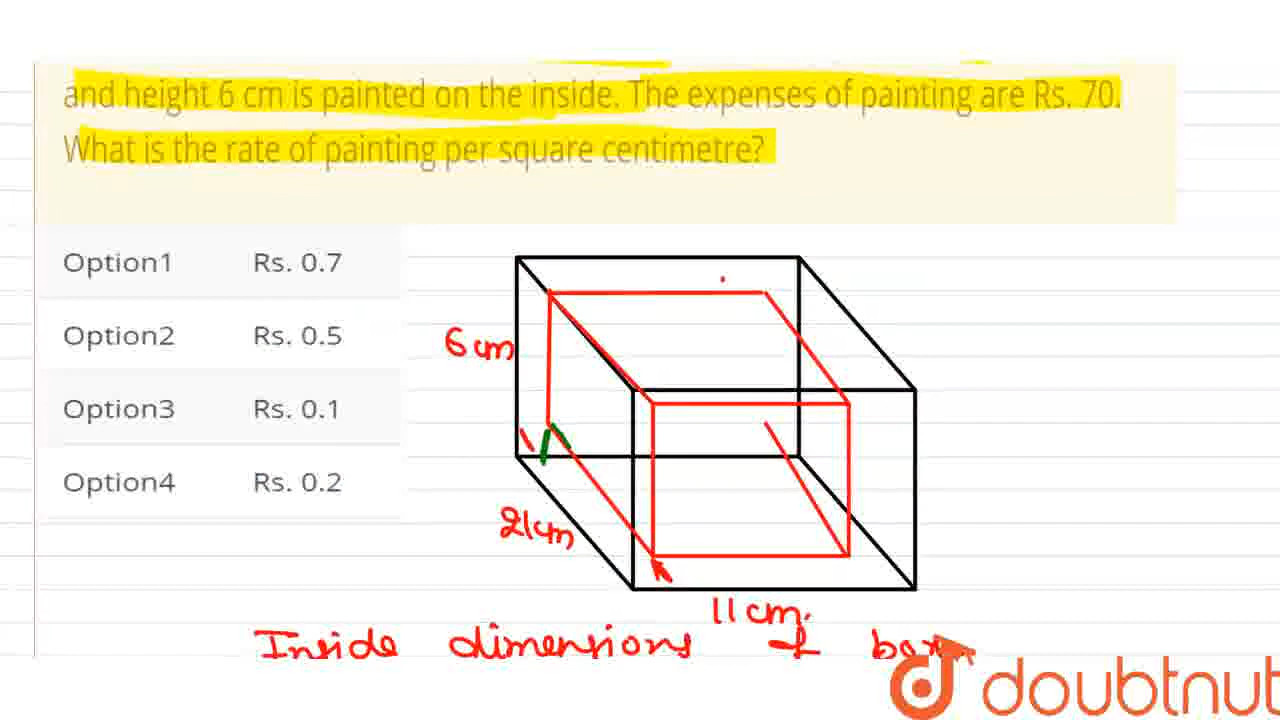 and height 6 cm is painted on the inside. The expenses of painting are Rs. 70.
What is the rate of painting per square centimetre?
Option1 Rs. 0.7
Option2 Rs. 0.5
Option3 Rs. 0.1
Option4 Rs. 0.2
6 cm
21cm
11 cm.
Inside dimensions of box
doubtnut